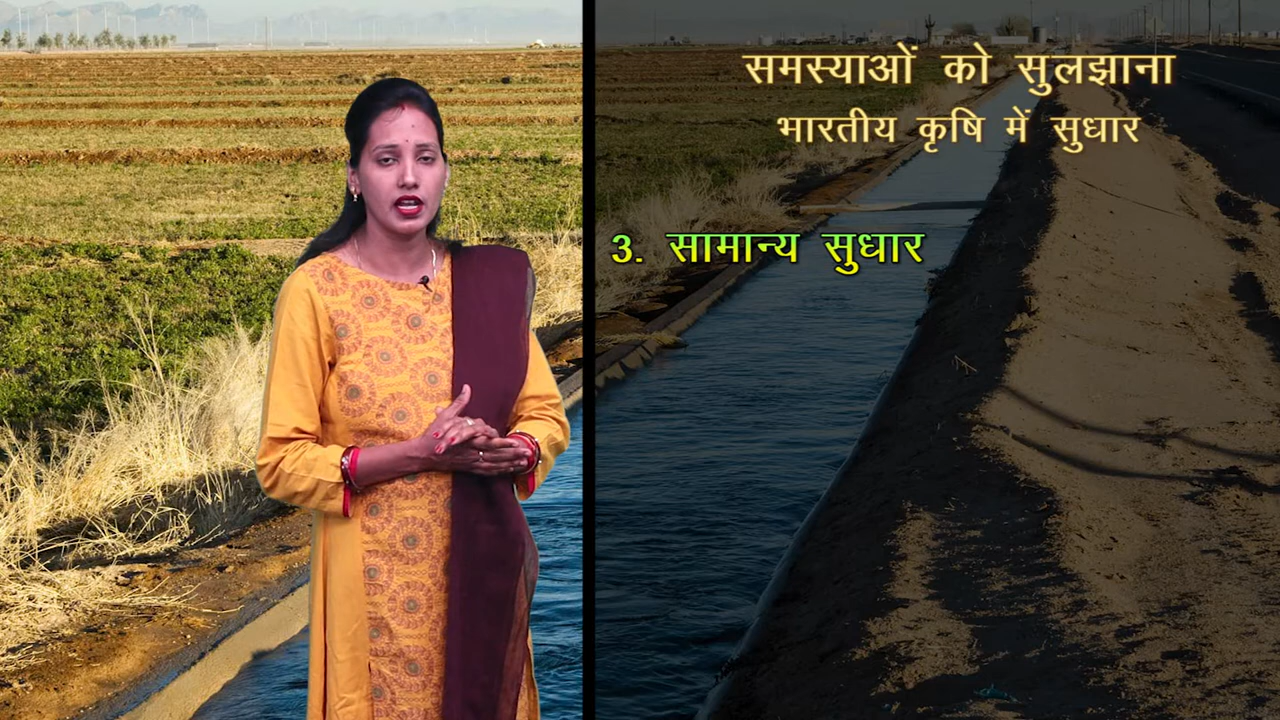 समस्याओं को सुलझाना
भारतीय कृषि में सुधार
3. सामान्य सुधार